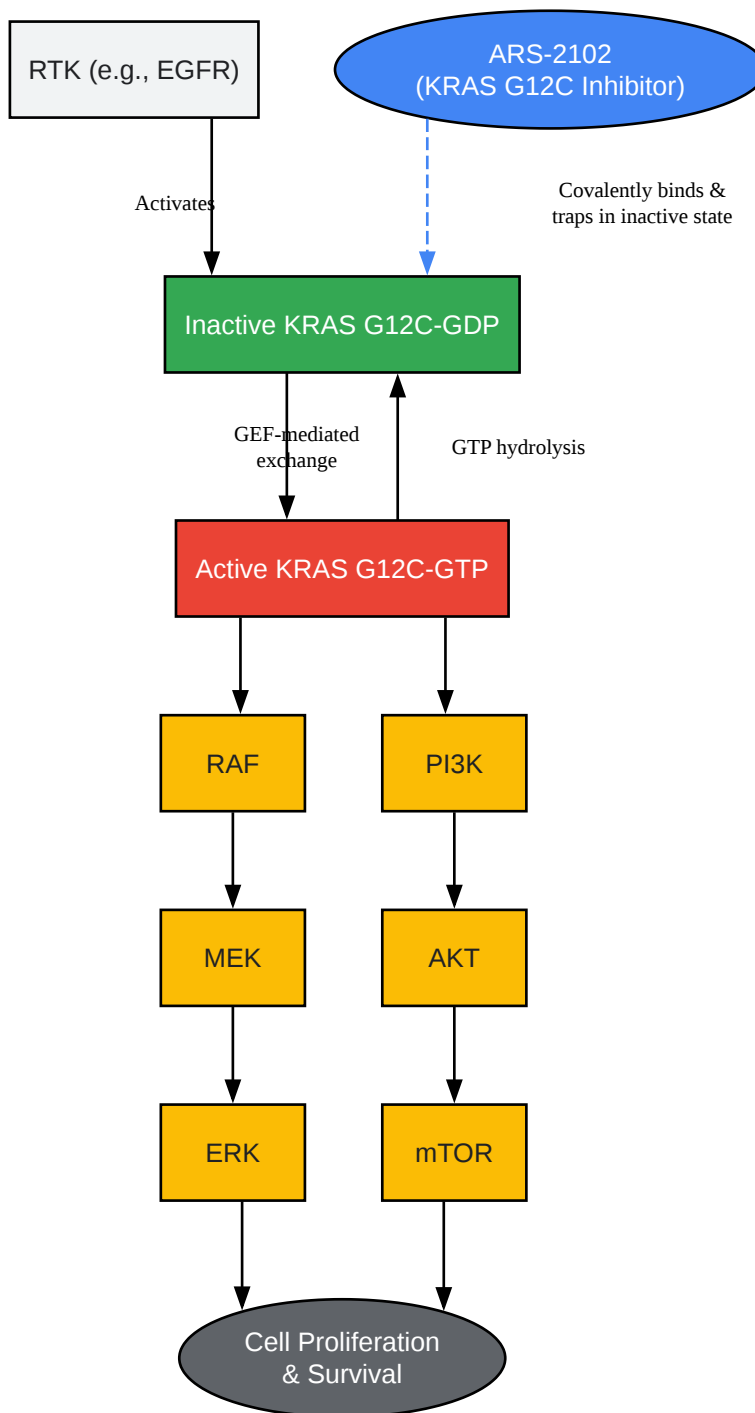 RTK (e.g., EGFR)
ARS-2102
(KRAS G12C Inhibitor)
Activates
Covalently binds &
traps in inactive state
Inactive KRAS G12C-GDP
GEF-mediated
exchange
GTP hydrolysis
Active KRAS G12C-GTP
RAF
PI3K
MEK
AKT
ERK
mTOR
Cell Proliferation
& Survival